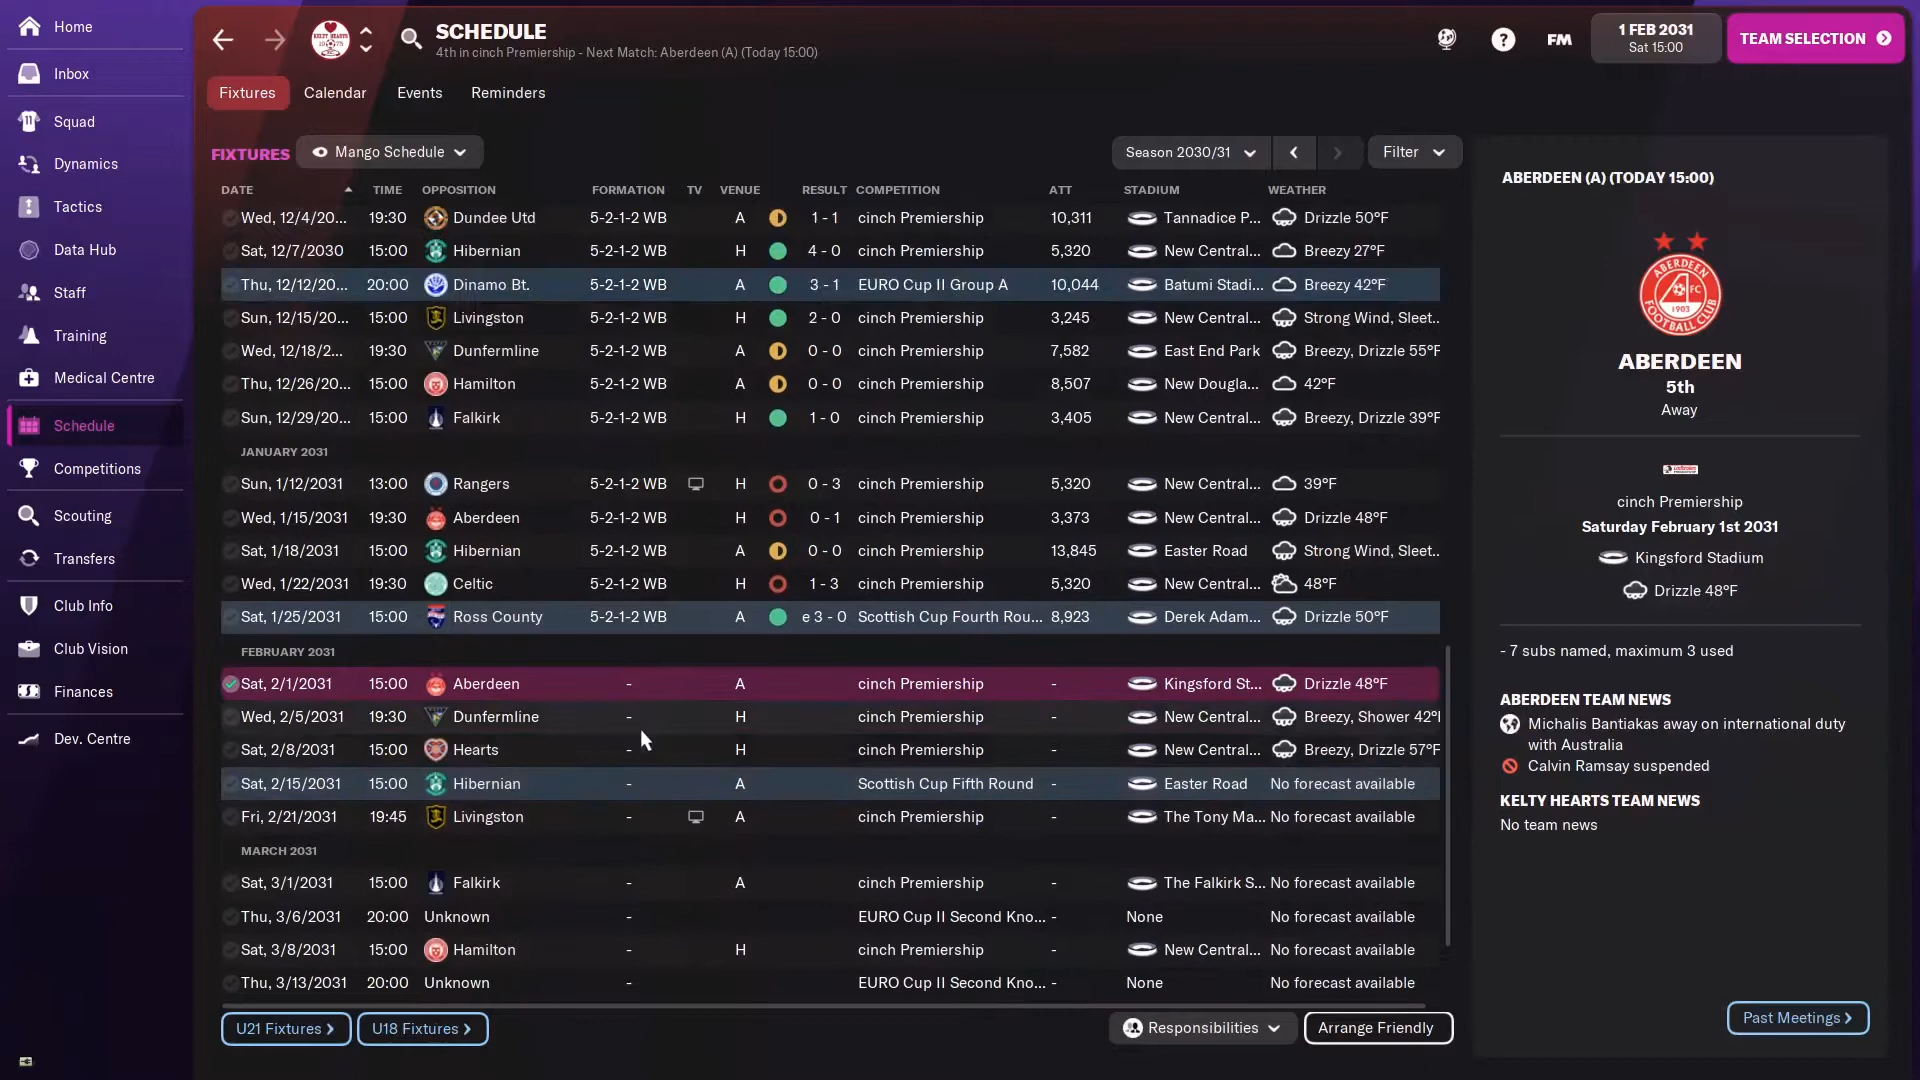 Home
Inbox
Squad
Dynamics
Tactics
Data Hub
Staff
Training
Medical Centre
Schedule
Competitions
Scouting
Transfers
Club Info
Club Vision
Finances
Dev. Centre
SCHEDULE
4th in cinch Premiership - Next Match: Aberdeen (A) (Today 15:00)
FM
1 FEB 2031
Sat 15:00
TEAM SELECTION
Fixtures Calendar Events Reminders
FIXTURES Mango Schedule Season 2030/31 Filter
DATE TIME OPPOSITION FORMATION TV VENUE RESULT COMPETITION ATT STADIUM WEATHER
Wed, 12/4/20... 19:30 Dundee Utd 5-2-1-2 WB A 1 - 1 cinch Premiership 10,311 Tannadice P... Drizzle 50°F
Sat, 12/7/2030 15:00 Hibernian 5-2-1-2 WB H 4 - 0 cinch Premiership 5,320 New Central... Breezy 27°F
Thu, 12/12/20... 20:00 Dinamo Bt. 5-2-1-2 WB A 3 - 1 EURO Cup II Group A 10,044 Batumi Stadi... Breezy 42°F
Sun, 12/15/20... 15:00 Livingston 5-2-1-2 WB H 2 - 0 cinch Premiership 3,245 New Central... Strong Wind, Sleet..
Wed, 12/18/2... 19:30 Dunfermline 5-2-1-2 WB A 0 - 0 cinch Premiership 7,582 East End Park Breezy, Drizzle 55°F
Thu, 12/26/20... 15:00 Hamilton 5-2-1-2 WB A 0 - 0 cinch Premiership 8,507 New Dougla... 42°F
Sun, 12/29/20... 15:00 Falkirk 5-2-1-2 WB H 1 - 0 cinch Premiership 3,405 New Central... Breezy, Drizzle 39°F
JANUARY 2031
Sun, 1/12/2031 13:00 Rangers 5-2-1-2 WB H 0 - 3 cinch Premiership 5,320 New Central... 39°F
Wed, 1/15/2031 19:30 Aberdeen 5-2-1-2 WB H 0 - 1 cinch Premiership 3,373 New Central... Drizzle 48°F
Sat, 1/18/2031 15:00 Hibernian 5-2-1-2 WB A 0 - 0 cinch Premiership 13,845 Easter Road Strong Wind, Sleet..
Wed, 1/22/2031 19:30 Celtic 5-2-1-2 WB H 1 - 3 cinch Premiership 5,320 New Central... 48°F
Sat, 1/25/2031 15:00 Ross County 5-2-1-2 WB A e 3 - 0 Scottish Cup Fourth Rou... 8,923 Derek Adam... Drizzle 50°F
FEBRUARY 2031
Sat, 2/1/2031 15:00 Aberdeen - A cinch Premiership - Kingsford St... Drizzle 48°F
Wed, 2/5/2031 19:30 Dunfermline - H cinch Premiership - New Central... Breezy, Shower 42°F
Sat, 2/8/2031 15:00 Hearts - H cinch Premiership - New Central... Breezy, Drizzle 57°F
Sat, 2/15/2031 15:00 Hibernian - A Scottish Cup Fifth Round - Easter Road No forecast available
Fri, 2/21/2031 19:45 Livingston - A cinch Premiership - The Tony Ma... No forecast available
MARCH 2031
Sat, 3/1/2031 15:00 Falkirk - A cinch Premiership - The Falkirk S... No forecast available
Thu, 3/6/2031 20:00 Unknown - EURO Cup II Second Kno... - None No forecast available
Sat, 3/8/2031 15:00 Hamilton - H cinch Premiership - New Central... No forecast available
Thu, 3/13/2031 20:00 Unknown - EURO Cup II Second Kno... - None No forecast available
U21 Fixtures U18 Fixtures Responsibilities Arrange Friendly
ABERDEEN (A) (TODAY 15:00)
ABERDEEN
FC
1903
FOOTBALL CLUB
ABERDEEN
5th
Away
cinch Premiership
Saturday February 1st 2031
Kingsford Stadium
Drizzle 48°F
- 7 subs named, maximum 3 used
ABERDEEN TEAM NEWS
Michalis Bantiakas away on international duty
with Australia
Calvin Ramsay suspended
KELTY HEARTS TEAM NEWS
No team news
Past Meetings